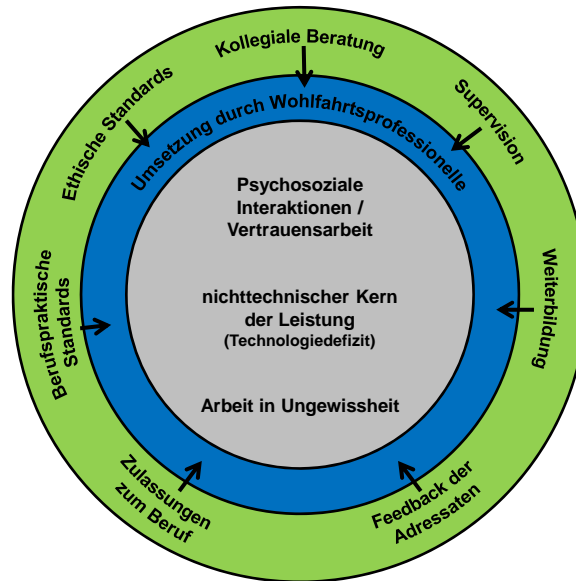 Kollegiale Beratung
Supervision
Weiterbildung
Feedback der
Adressaten
Zulassungen
zum Beruf
Berufspraktische
Standards
Ethische Standards
Umsetzung durch Wohlfahrtsprofessionelle
Psychosoziale
Interaktionen /
Vertrauensarbeit
nichttechnischer Kern
der Leistung
(Technologiedefizit)
Arbeit in Ungewissheit